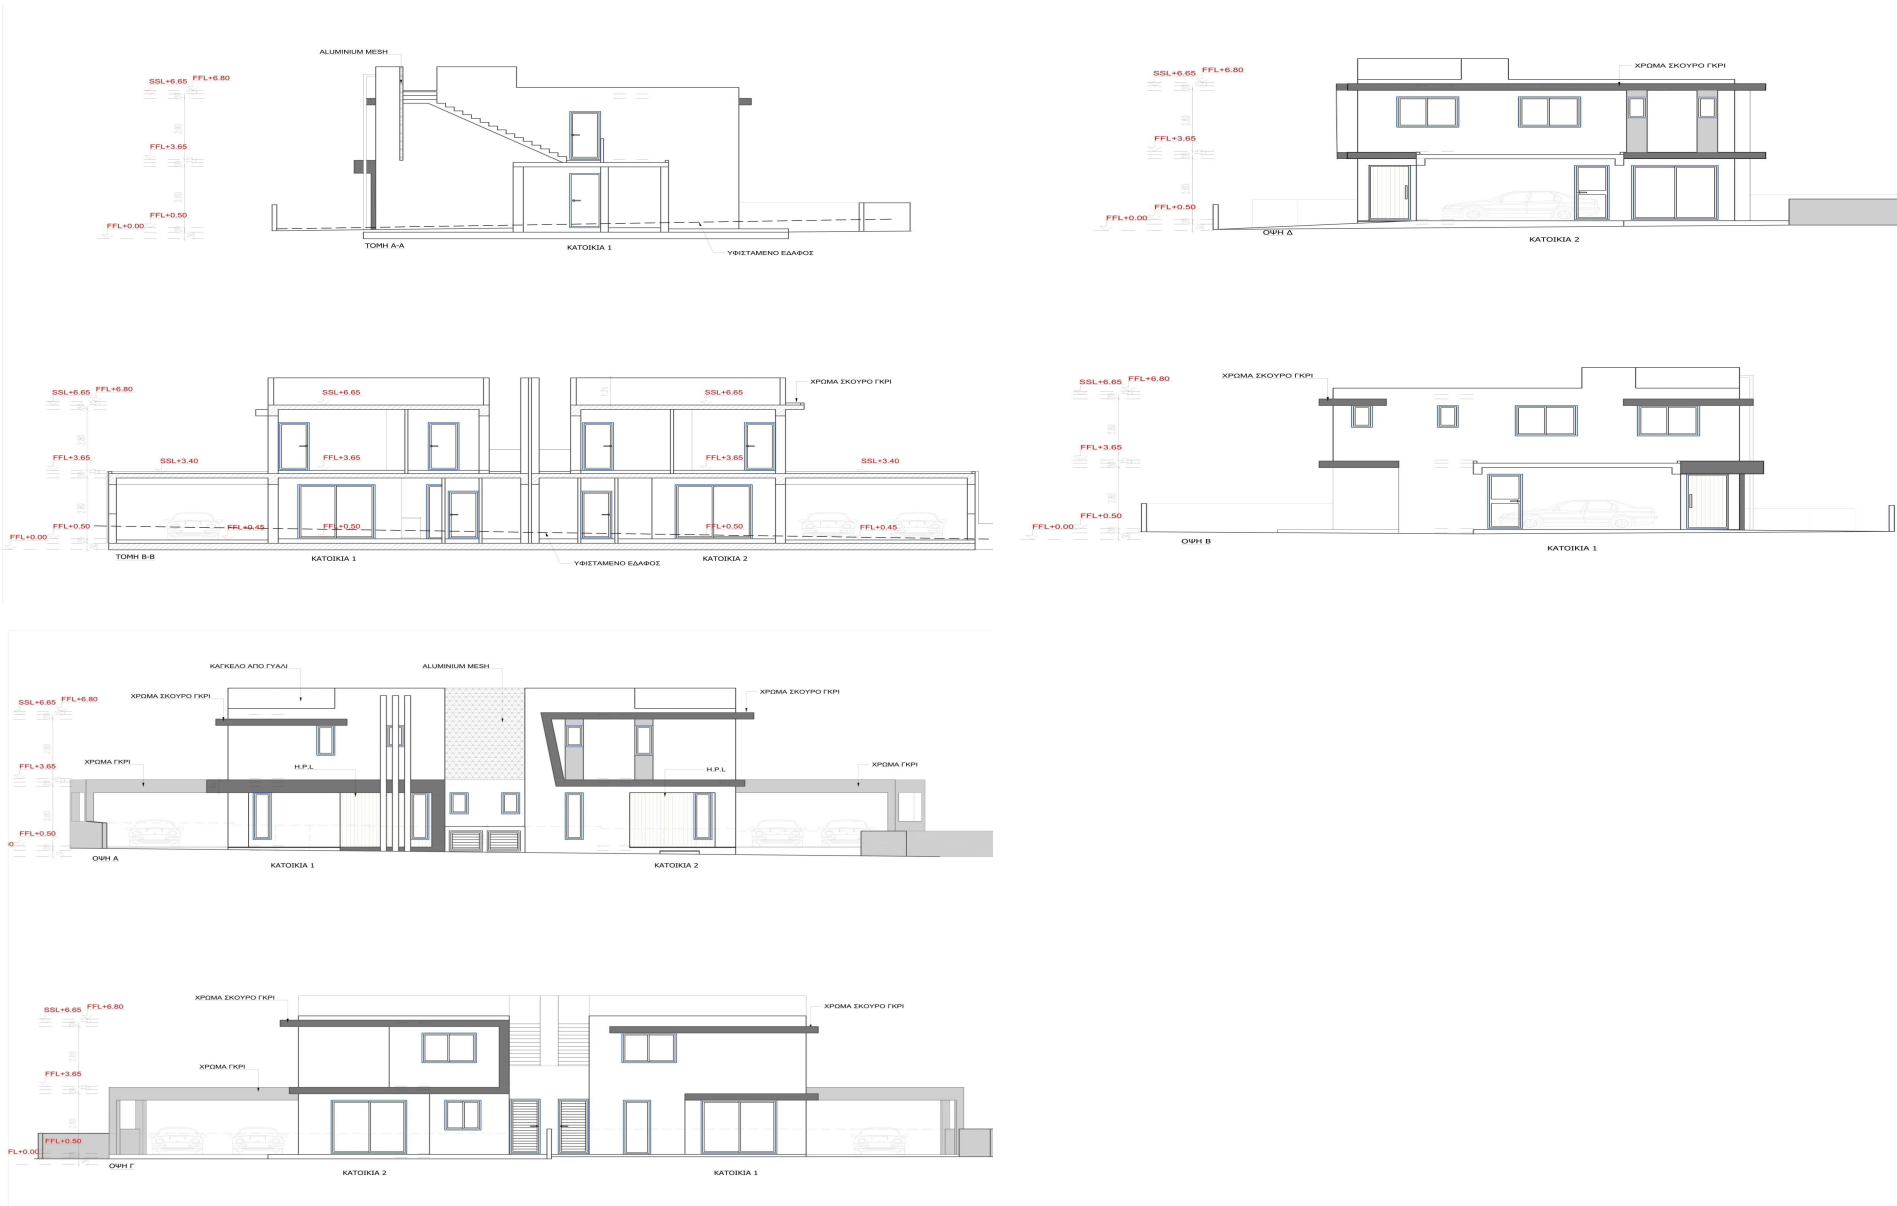 ALUMINIUM MESH
SSL+6.65 FFL+6.80
FFL+3.65
FFL+0.50
FFL+0.00
ΤΟΜΗ Α-Α
ΚΑΤΟΙΚΙΑ 1
ΥΦΙΣΤΑΜΕΝΟ ΕΔΑΦΟΣ
ΧΡΩΜΑ ΣΚΟΥΡΟ ΓΚΡΙ
SSL+6.65 FFL+6.80
FFL+3.65
FFL+0.50
FFL+0.00
ΟΨΗ Δ
ΚΑΤΟΙΚΙΑ 2
ΧΡΩΜΑ ΣΚΟΥΡΟ ΓΚΡΙ
SSL+6.65 FFL+6.80
SSL+6.65
SSL+6.65
FFL+3.65
SSL+3.40
FFL+3.65
FFL+3.65
SSL+3.40
FFL+0.50
FFL+0.45
FFL+0.50
FFL+0.50
FFL+0.45
FFL+0.00
ΤΟΜΗ Β-Β
ΚΑΤΟΙΚΙΑ 1
ΥΦΙΣΤΑΜΕΝΟ ΕΔΑΦΟΣ
ΚΑΤΟΙΚΙΑ 2
ΧΡΩΜΑ ΣΚΟΥΡΟ ΓΚΡΙ
SSL+6.65 FFL+6.80
FFL+3.65
FFL+0.50
FFL+0.00
ΟΨΗ Β
ΚΑΤΟΙΚΙΑ 1
ΚΑΓΚΕΛΟ ΑΠΟ ΓΥΑΛΙ
ALUMINIUM MESH
ΧΡΩΜΑ ΣΚΟΥΡΟ ΓΚΡΙ
ΧΡΩΜΑ ΣΚΟΥΡΟ ΓΚΡΙ
SSL+6.65 FFL+6.80
FFL+3.65
ΧΡΩΜΑ ΓΚΡΙ
H.P.L
H.P.L
ΧΡΩΜΑ ΓΚΡΙ
FFL+0.50
ΟΨΗ Α
ΚΑΤΟΙΚΙΑ 1
ΚΑΤΟΙΚΙΑ 2
ΧΡΩΜΑ ΣΚΟΥΡΟ ΓΚΡΙ
ΧΡΩΜΑ ΣΚΟΥΡΟ ΓΚΡΙ
SSL+6.65 FFL+6.80
FFL+3.65
ΧΡΩΜΑ ΓΚΡΙ
FFL+0.50
FL+0.00
ΟΨΗ Γ
ΚΑΤΟΙΚΙΑ 2
ΚΑΤΟΙΚΙΑ 1